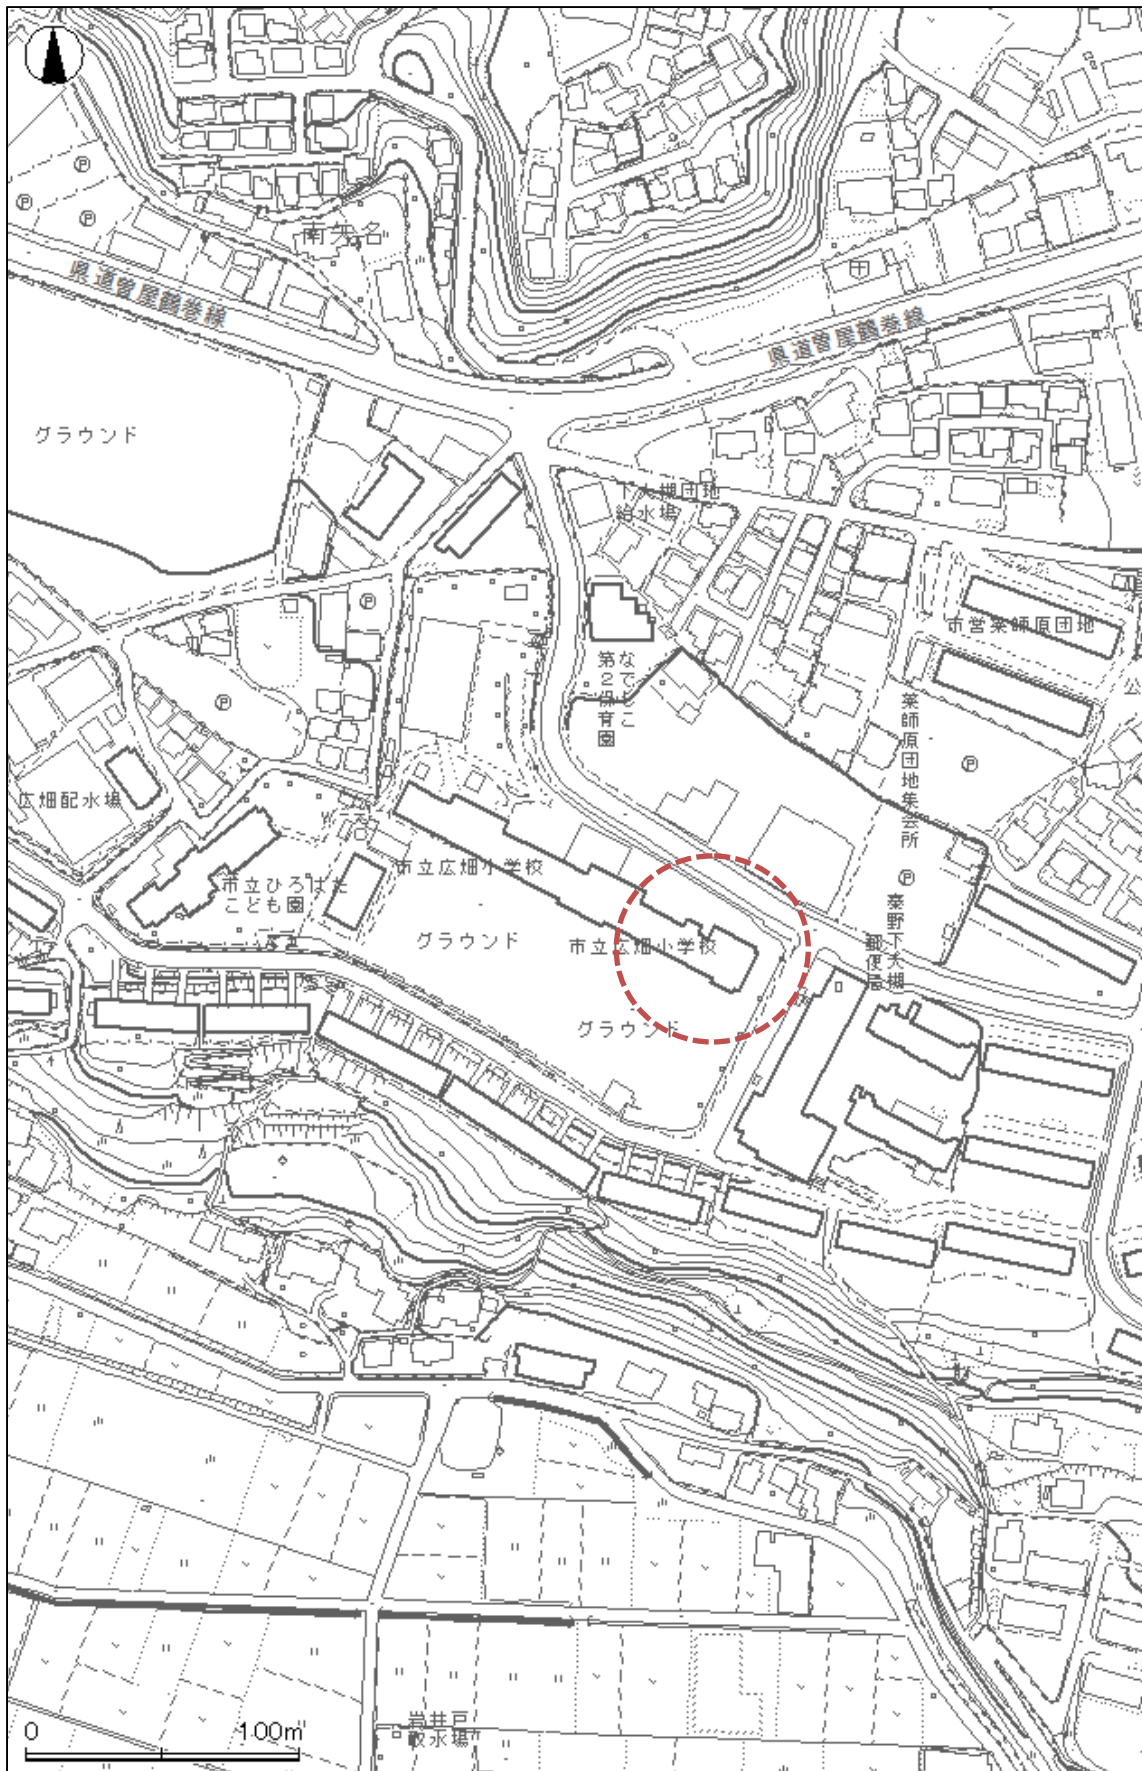 南矢名
県道曽屋鶴巻線
県道曽屋鶴巻線
グラウンド
下大槻団地
給水場
市営薬師原団地
なでしこ
第2保育園
薬師原団地集会所
公
広畑配水場
市立広畑小学校
市立ひろはた
こども園
グラウンド
市立広畑小学校
秦野下大槻
郵便局
グラウンド
岩井戸
取水場
0 100m